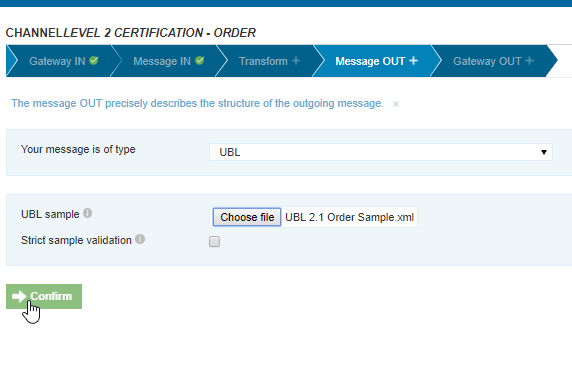 CHANNELLEVEL 2 CERTIFICATION - ORDER
Gateway IN Message IN Transform Message OUT Gateway OUT
The message OUT precisely describes the structure of the outgoing message. ×
Your message is of type UBL
UBL sample Choose file UBL 2.1 Order Sample.xml
Strict sample validation
Confirm